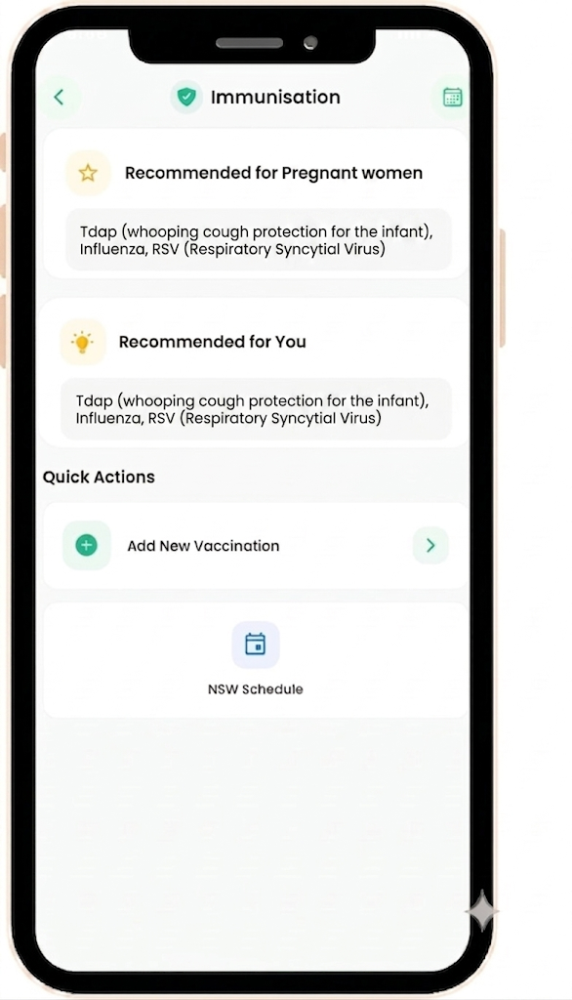 Immunisation
Recommended for Pregnant women
Tdap (whooping cough protection for the infant),
Influenza, RSV (Respiratory Syncytial Virus)
Recommended for You
Tdap (whooping cough protection for the infant),
Influenza, RSV (Respiratory Syncytial Virus)
Quick Actions
Add New Vaccination
NSW Schedule